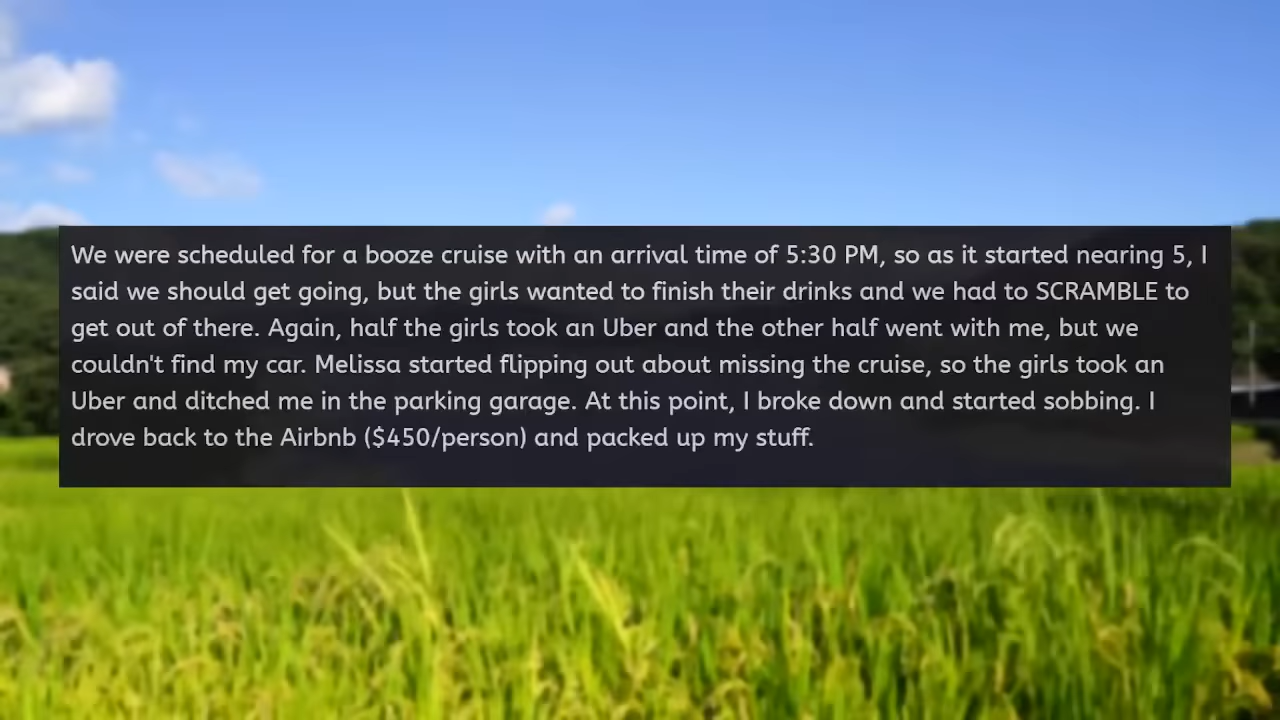 We were scheduled for a booze cruise with an arrival time of 5:30 PM, so as it started nearing 5, I
said we should get going, but the girls wanted to finish their drinks and we had to SCRAMBLE to
get out of there. Again, half the girls took an Uber and the other half went with me, but we
couldn't find my car. Melissa started flipping out about missing the cruise, so the girls took an
Uber and ditched me in the parking garage. At this point, I broke down and started sobbing. I
drove back to the Airbnb ($450/person) and packed up my stuff.